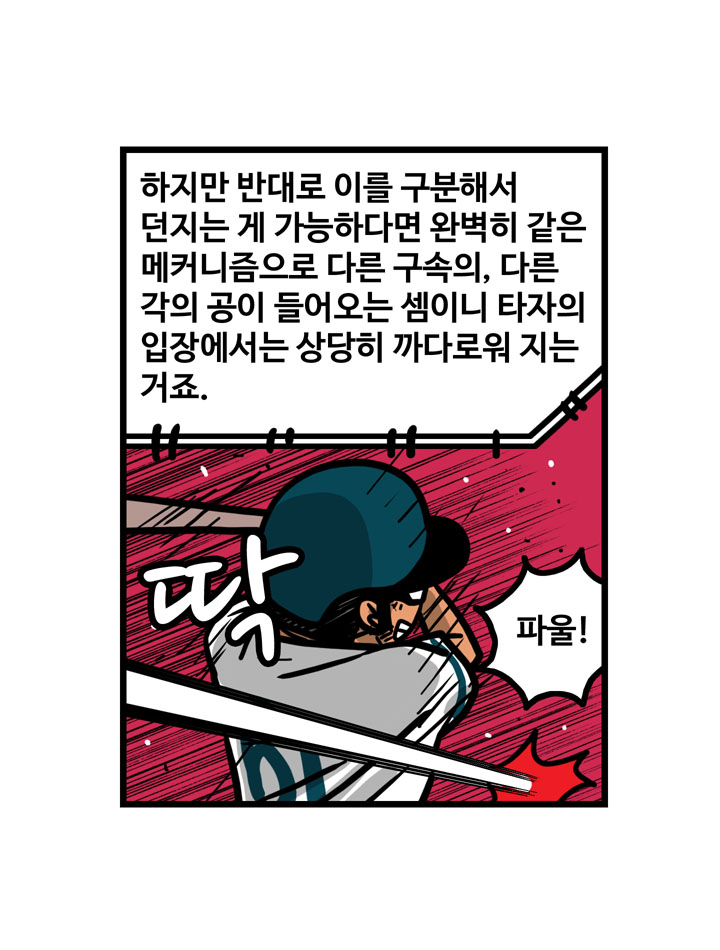 하지만 반대로 이를 구분해서
던지는 게 가능하다면 완벽히 같은
메커니즘으로 다른 구속의, 다른
각의 공이 들어오는 셈이니 타자의
입장에서는 상당히 까다로워 지는
거죠.
딱
파울!